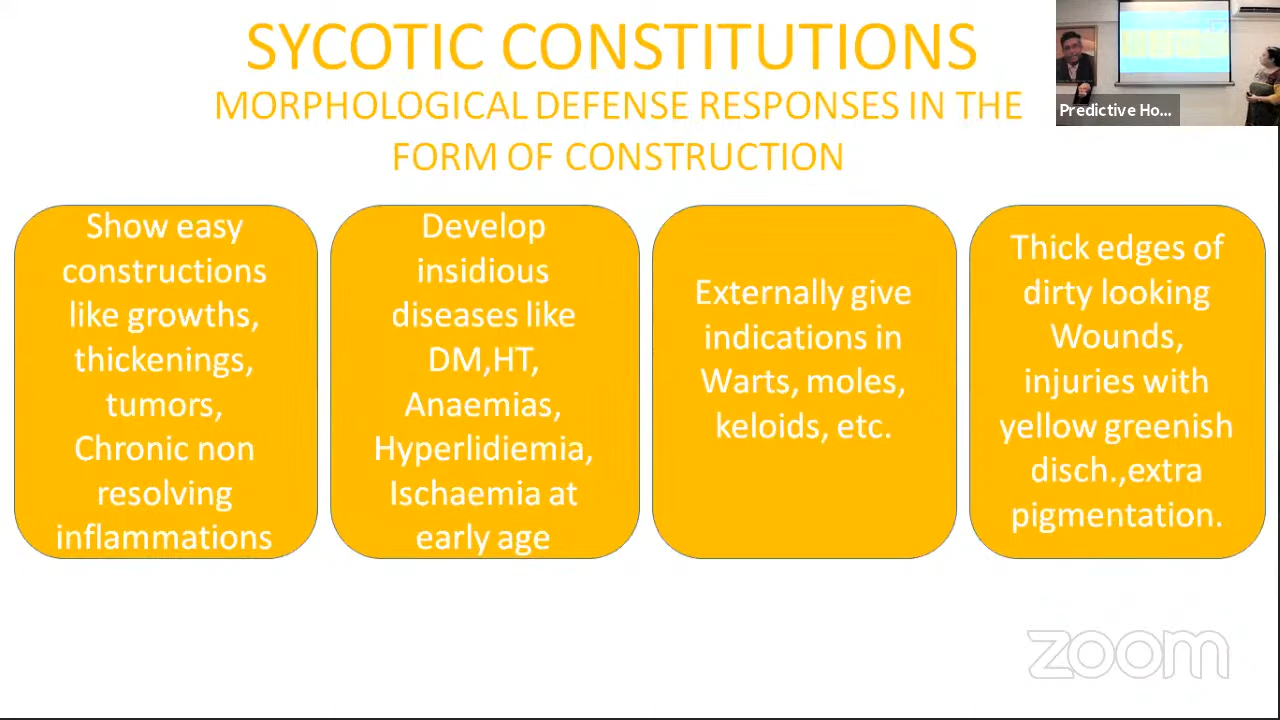 SYCOTIC CONSTITUTIONS
MORPHOLOGICAL DEFENSE RESPONSES IN THE
FORM OF CONSTRUCTION
Predictive Ho...
Show easy
constructions
like growths,
thickenings,
tumors,
Chronic non
resolving
inflammations
Develop
insidious
diseases like
DM,HT,
Anaemias,
Hyperlidiemia,
Ischaemia at
early age
Externally give
indications in
Warts, moles,
keloids, etc.
Thick edges of
dirty looking
Wounds,
injuries with
yellow greenish
disch.,extra
pigmentation.
zoom